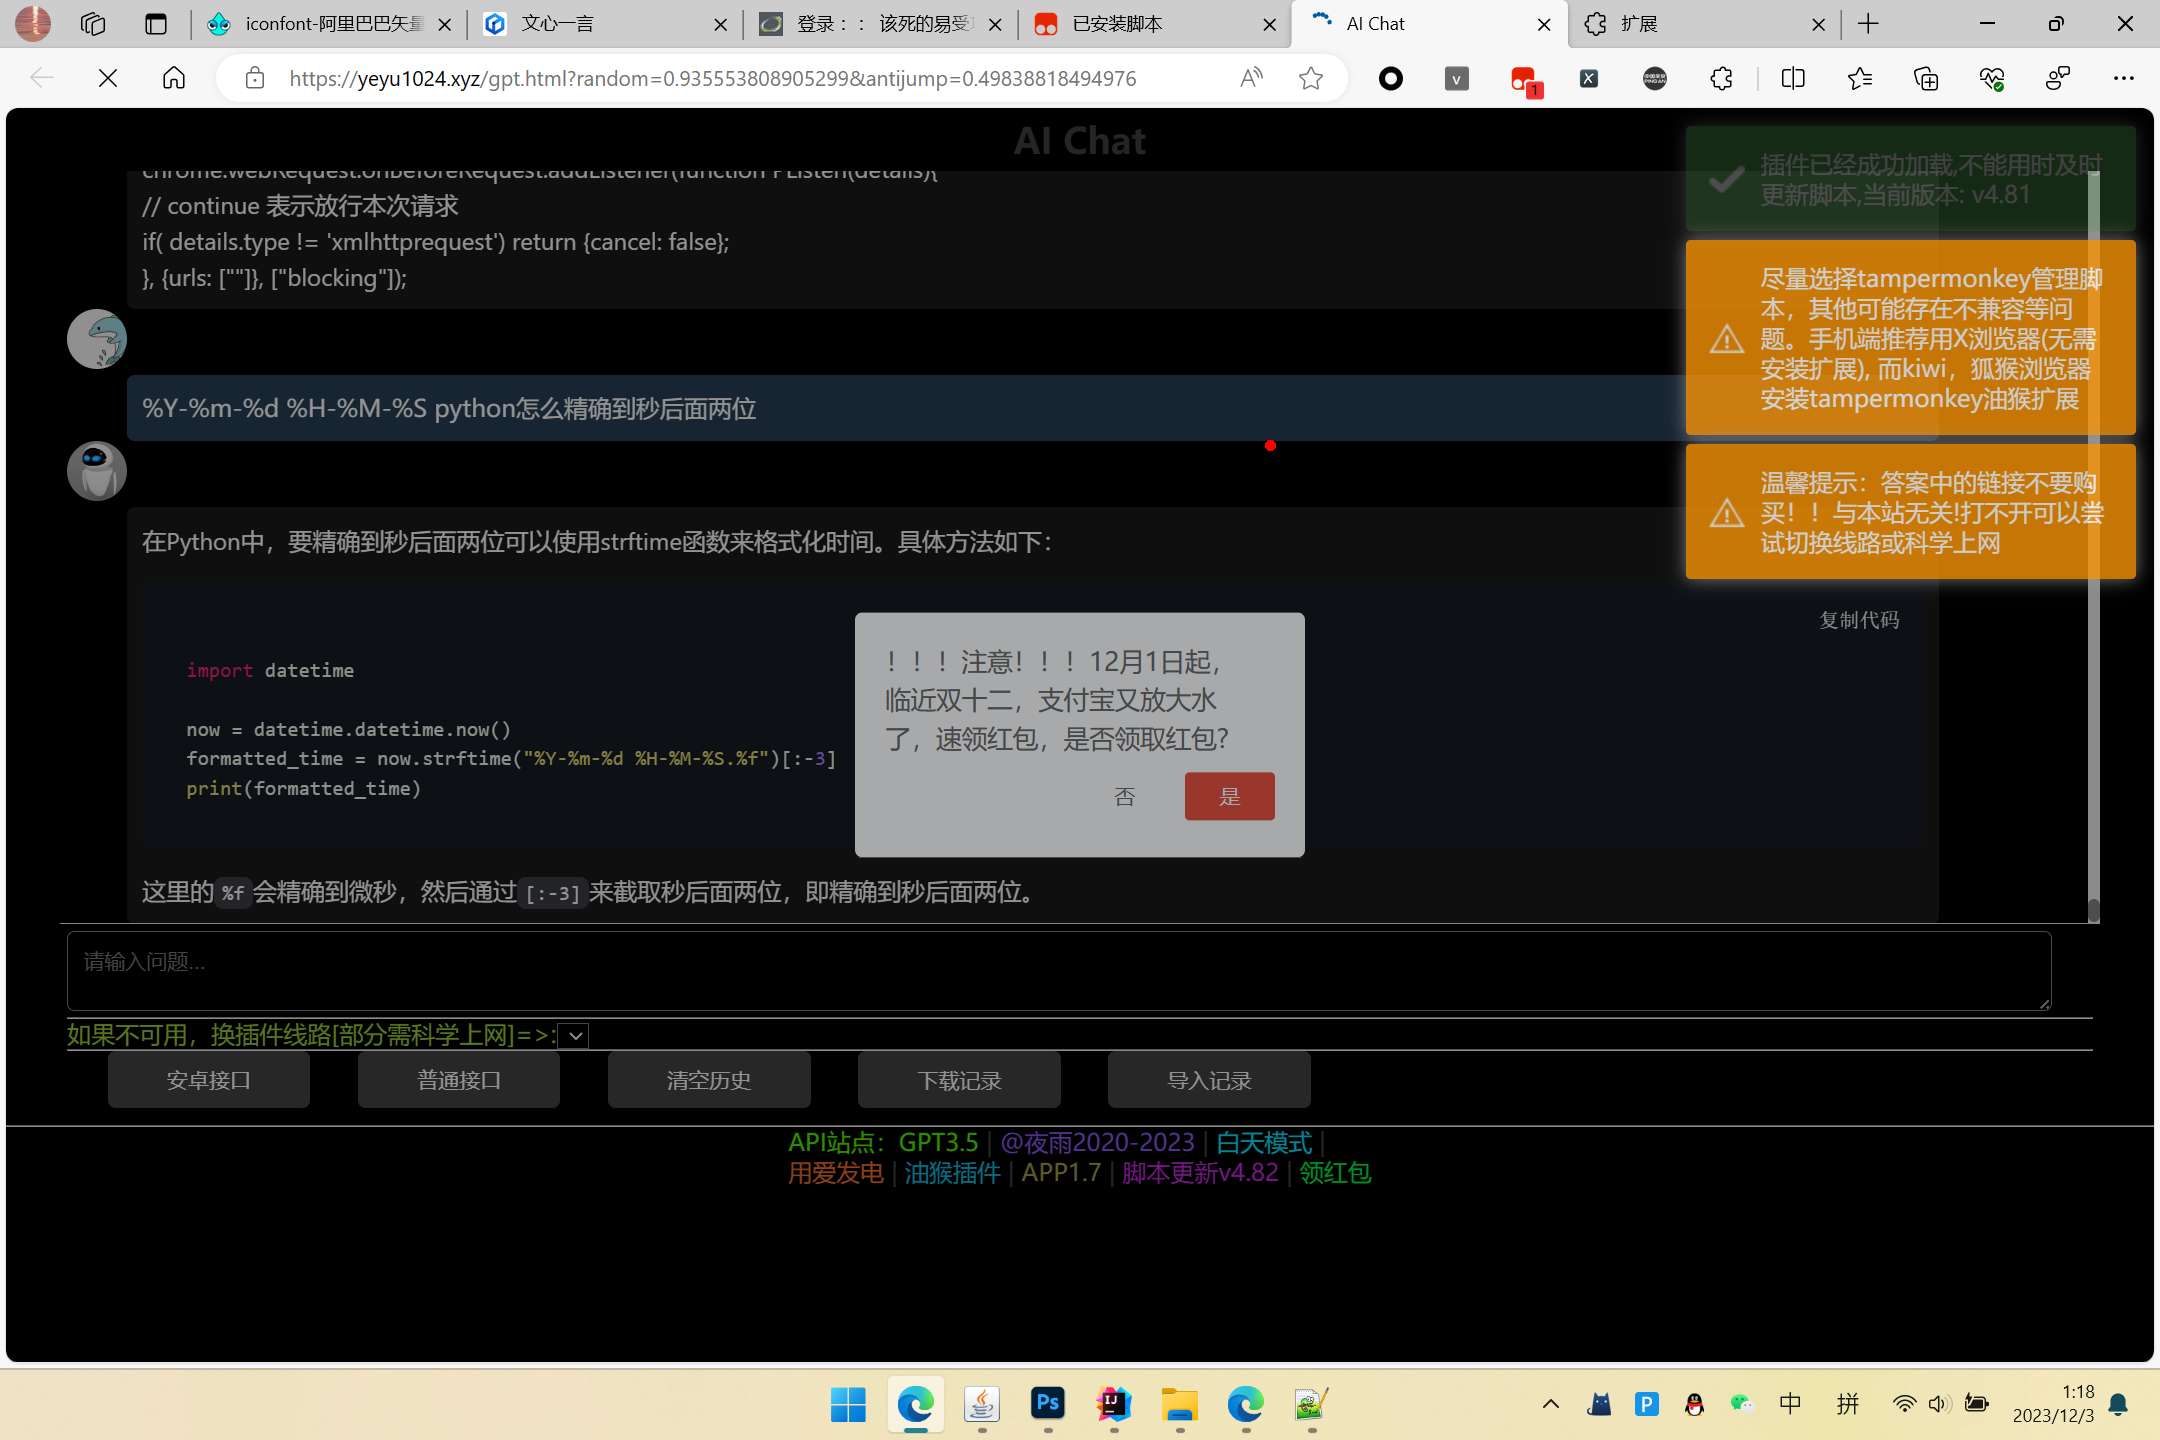 iconfont-阿里巴巴矢量
文心一言
登录：： 该死的易受
已安装脚本
AI Chat
扩展
https://yeyu1024.xyz/gpt.html?random=0.935553808905299&antijump=0.49838818494976
AI Chat
chrome.webRequest.onBeforeRequest.addListener(function PListen(details){
// continue 表示放行本次请求
if( details.type != 'xmlhttprequest') return {cancel: false};
}, {urls: [""]}, ["blocking"]);
%Y-%m-%d %H-%M-%S python怎么精确到秒后面两位
在Python中，要精确到秒后面两位可以使用strftime函数来格式化时间。具体方法如下：
复制代码
import datetime
now = datetime.datetime.now()
formatted_time = now.strftime("%Y-%m-%d %H-%M-%S.%f")[:-3]
print(formatted_time)
这里的 %f 会精确到微秒，然后通过 [:-3] 来截取秒后面两位，即精确到秒后面两位。
插件已经成功加载,不能用时及时
更新脚本,当前版本: v4.81
尽量选择tampermonkey管理脚
本，其他可能存在不兼容等问
题。手机端推荐用X浏览器(无需
安装扩展), 而kiwi，狐猴浏览器
安装tampermonkey油猴扩展
温馨提示：答案中的链接不要购
买！！与本站无关!打不开可以尝
试切换线路或科学上网
！！！注意！！！12月1日起，
临近双十二，支付宝又放大水
了，速领红包，是否领取红包?
否
是
请输入问题...
如果不可用，换插件线路[部分需科学上网]=>:
安卓接口
普通接口
清空历史
下载记录
导入记录
API站点：GPT3.5 | @夜雨2020-2023 | 白天模式 |
用爱发电 | 油猴插件 | APP1.7 | 脚本更新v4.82 | 领红包
中
拼
1:18
2023/12/3